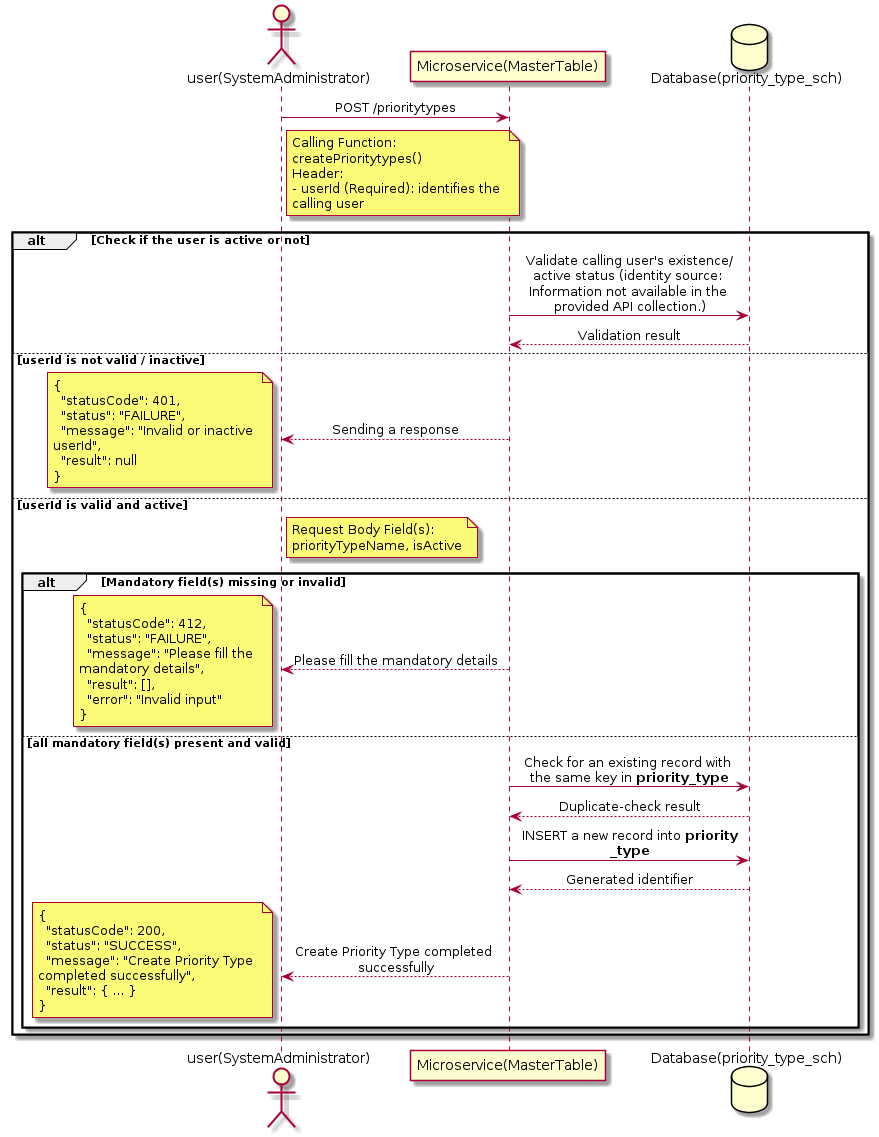 user(SystemAdministrator)
Microservice(MasterTable)
Database(priority_type_sch)
POST /prioritytypes
Calling Function:
createPrioritytypes()
Header:
- userId (Required): identifies the
calling user
alt
[Check if the user is active or not]
Validate calling user's existence/
active status (identity source:
Information not available in the
provided API collection.)
Validation result
[userId is not valid / inactive]
{
"statusCode": 401,
"status": "FAILURE",
"message": "Invalid or inactive
userId",
"result": null
}
Sending a response
[userId is valid and active]
Request Body Field(s):
priorityTypeName, isActive
alt
[Mandatory field(s) missing or invalid]
{
"statusCode": 412,
"status": "FAILURE",
"message": "Please fill the
mandatory details",
"result": [],
"error": "Invalid input"
}
Please fill the mandatory details
[all mandatory field(s) present and valid]
Check for an existing record with
the same key in priority_type
Duplicate-check result
INSERT a new record into priority
_type
Generated identifier
{
"statusCode": 200,
"status": "SUCCESS",
"message": "Create Priority Type
completed successfully",
"result": { ... }
}
Create Priority Type completed
successfully
user(SystemAdministrator)
Microservice(MasterTable)
Database(priority_type_sch)